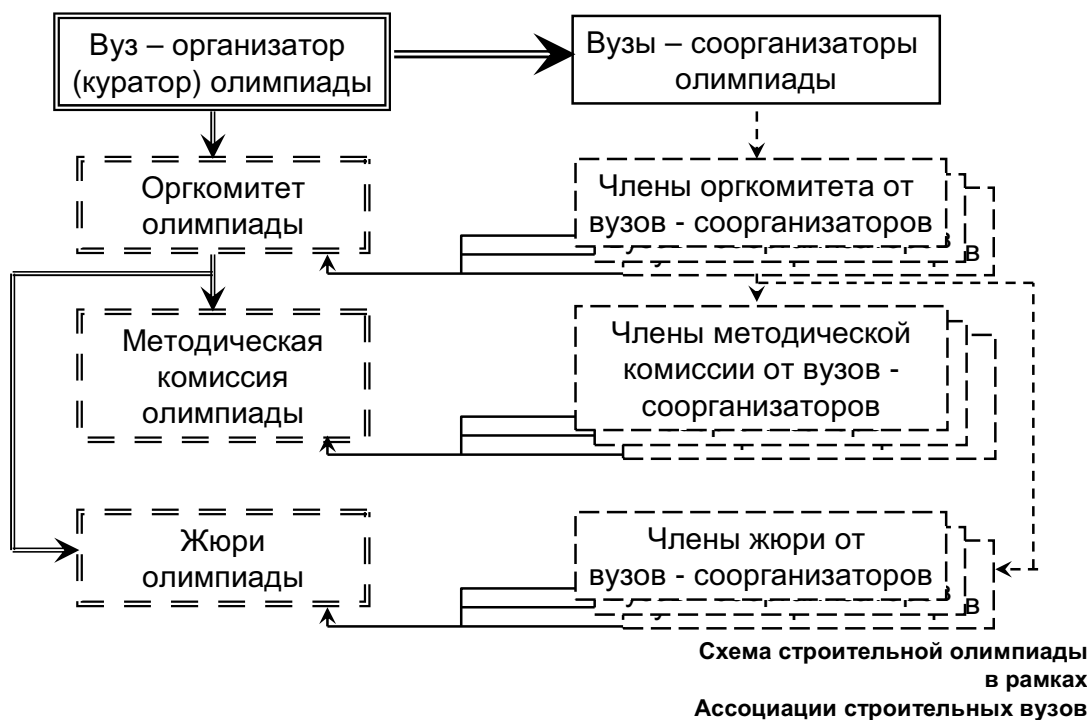 Вуз – организатор
(куратор) олимпиады
Вузы – соорганизаторы
олимпиады
Оргкомитет
олимпиады
Члены оргкомитета от
вузов - соорганизаторов
в
Методическая
комиссия
олимпиады
Члены методической
комиссии от вузов -
соорганизаторов
Жюри
олимпиады
Члены жюри от
вузов - соорганизаторов
в
Схема строительной олимпиады
в рамках
Ассоциации строительных вузов